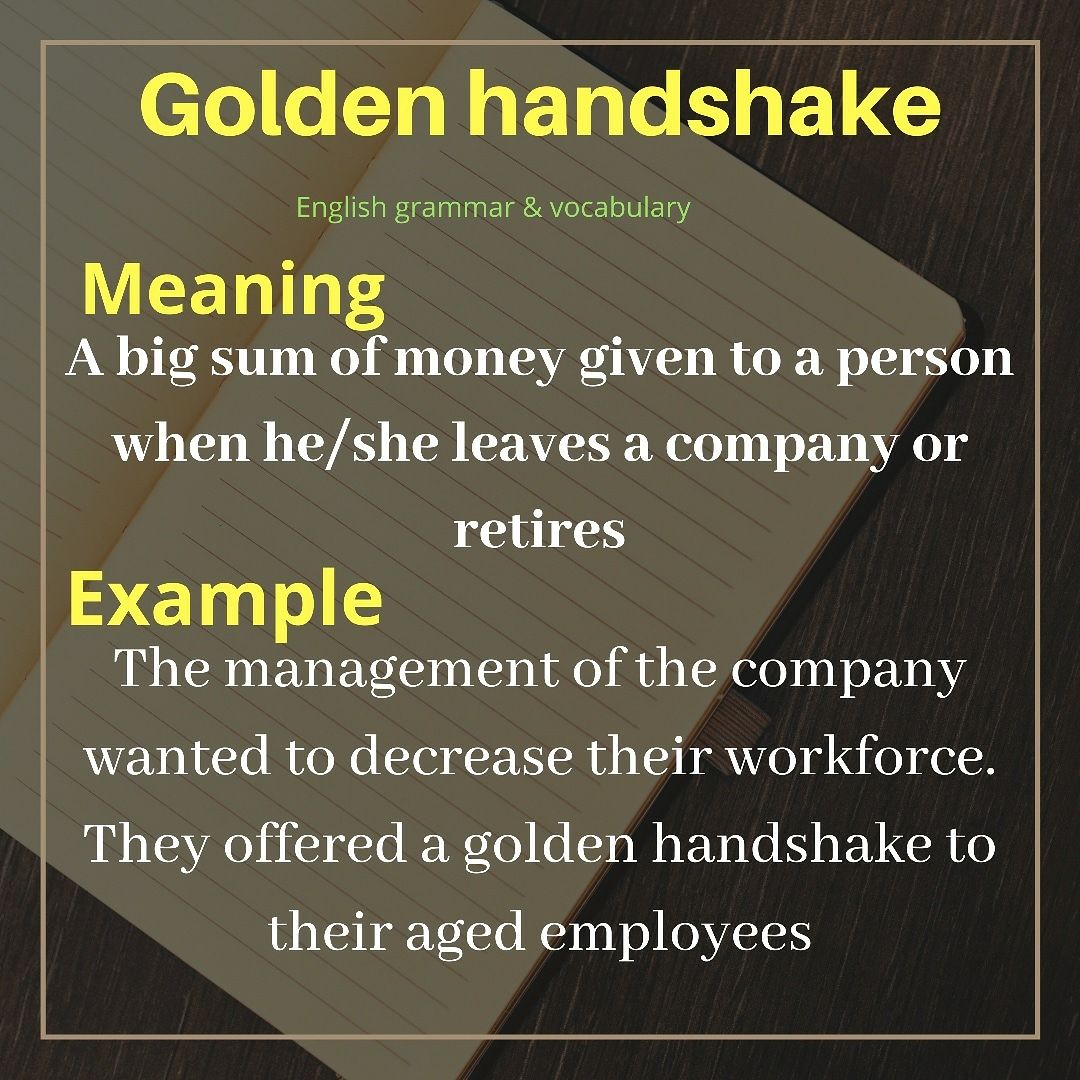 Golden handshake
English grammar & vocabulary
Meaning
A big sum of money given to a person
when he/she leaves a company or
retires
Example
The management of the company
wanted to decrease their workforce.
They offered a golden handshake to
their aged employees